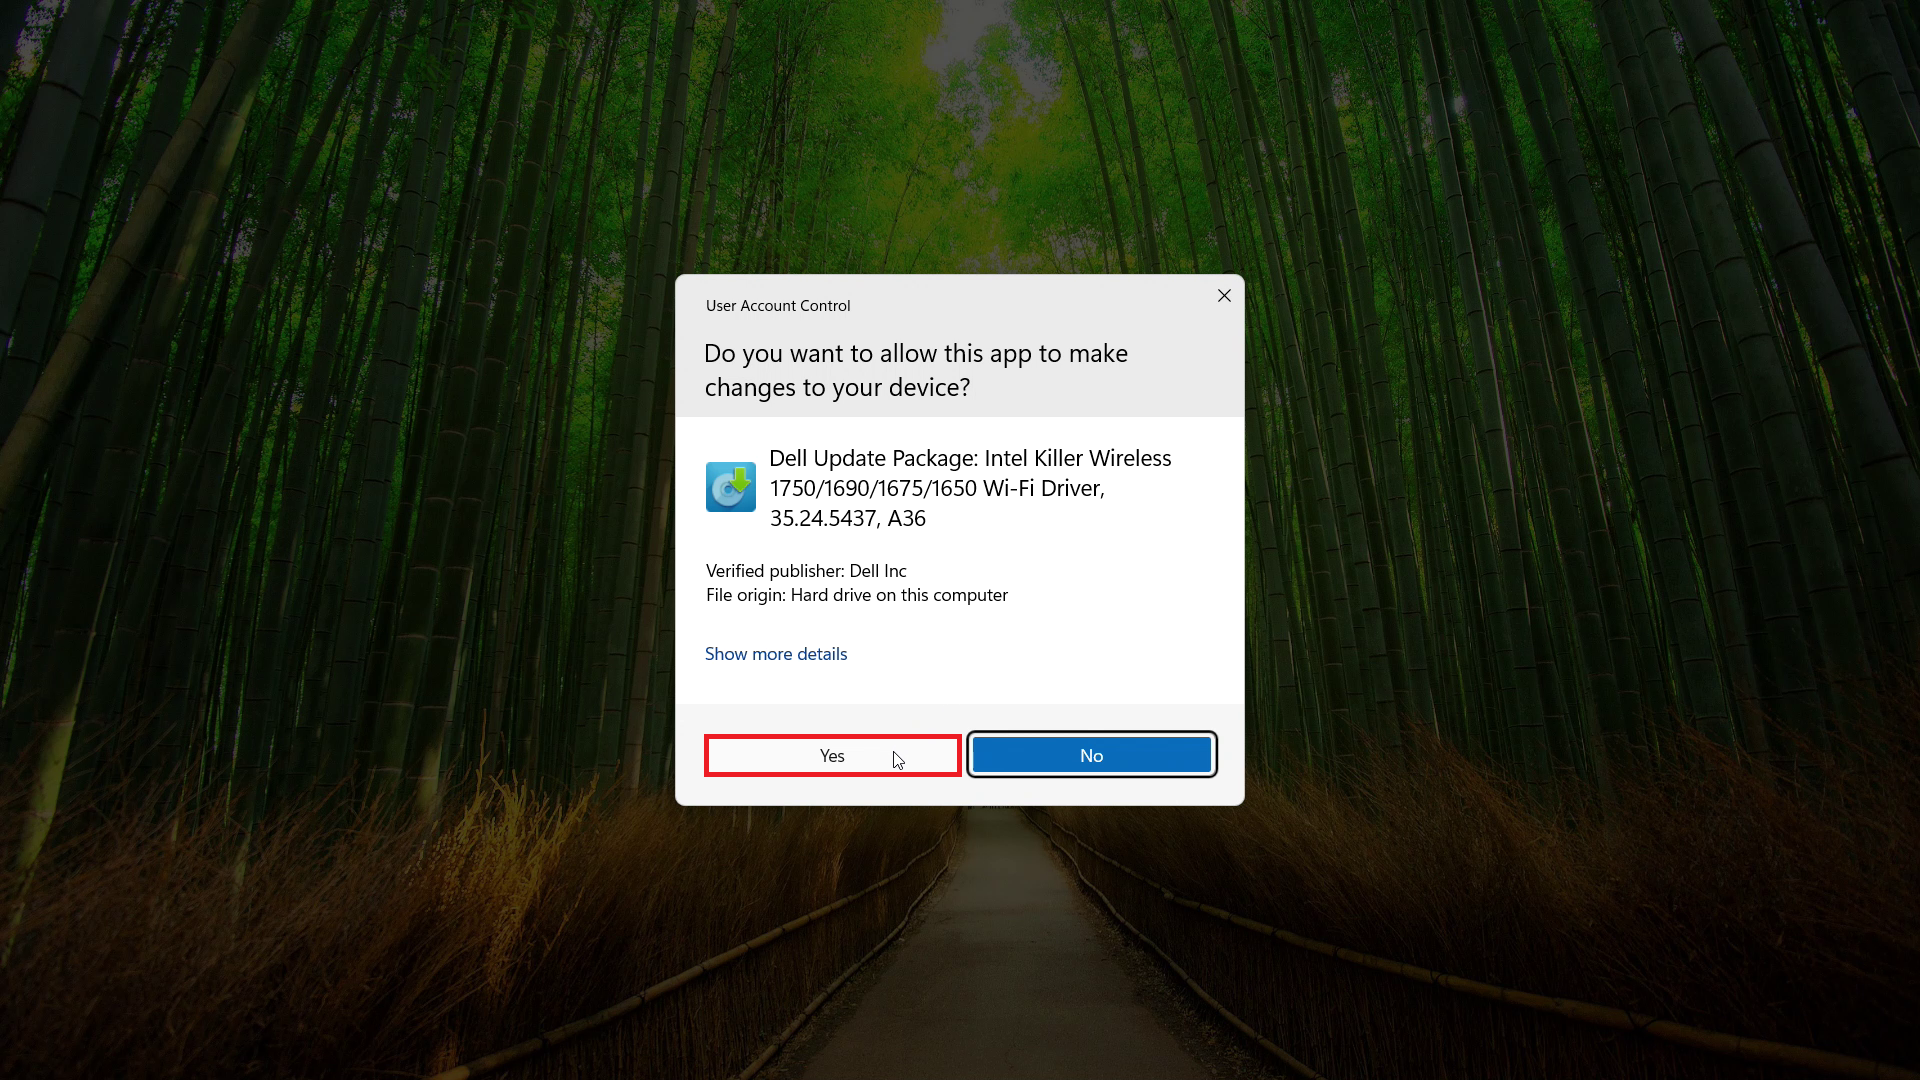 User Account Control
Do you want to allow this app to make
changes to your device?
Dell Update Package: Intel Killer Wireless
1750/1690/1675/1650 Wi-Fi Driver,
35.24.5437, A36
Verified publisher: Dell Inc
File origin: Hard drive on this computer
Show more details
Yes
No